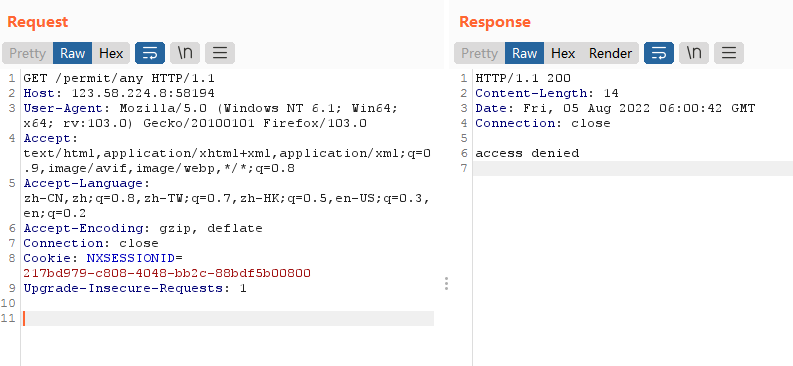 Request
Pretty Raw Hex \n
1 GET /permit/any HTTP/1.1
2 Host: 123.58.224.8:58194
3 User-Agent: Mozilla/5.0 (Windows NT 6.1; Win64;
x64; rv:103.0) Gecko/20100101 Firefox/103.0
4 Accept:
text/html,application/xhtml+xml,application/xml;q=0
.9,image/avif,image/webp,*/*;q=0.8
5 Accept-Language:
zh-CN,zh;q=0.8,zh-TW;q=0.7,zh-HK;q=0.5,en-US;q=0.3,
en;q=0.2
6 Accept-Encoding: gzip, deflate
7 Connection: close
8 Cookie: NXSESSIONID=
217bd979-c808-4048-bb2c-88bdf5b00800
9 Upgrade-Insecure-Requests: 1
10
11
Response
Pretty Raw Hex Render \n
1 HTTP/1.1 200
2 Content-Length: 14
3 Date: Fri, 05 Aug 2022 06:00:42 GMT
4 Connection: close
5
6 access denied
7